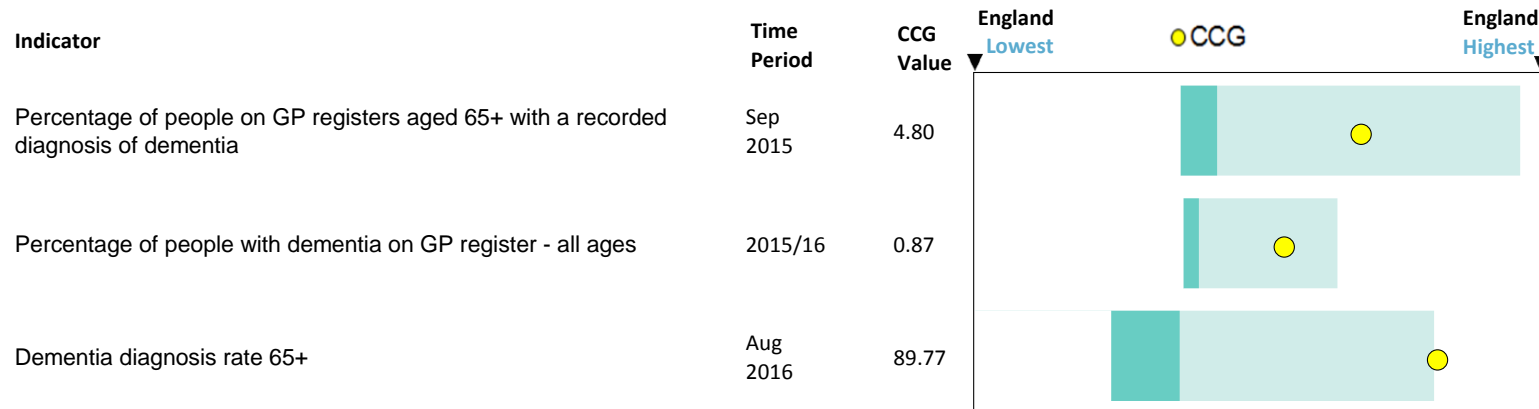 Indicator
Time
Period
CCG
Value
England
Lowest
CCG
England
Highest
Percentage of people on GP registers aged 65+ with a recorded
diagnosis of dementia
Sep
2015
4.80
Percentage of people with dementia on GP register - all ages
2015/16
0.87
Dementia diagnosis rate 65+
Aug
2016
89.77